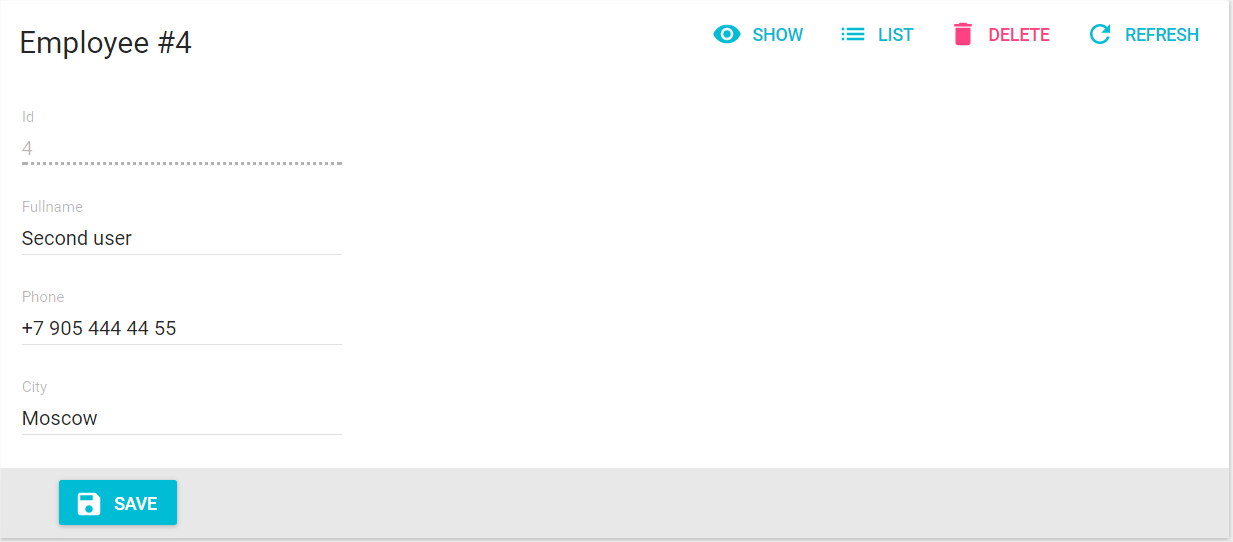 Employee #4
SHOW LIST DELETE REFRESH
Id
4
Fullname
Second user
Phone
+7 905 444 44 55
City
Moscow
SAVE